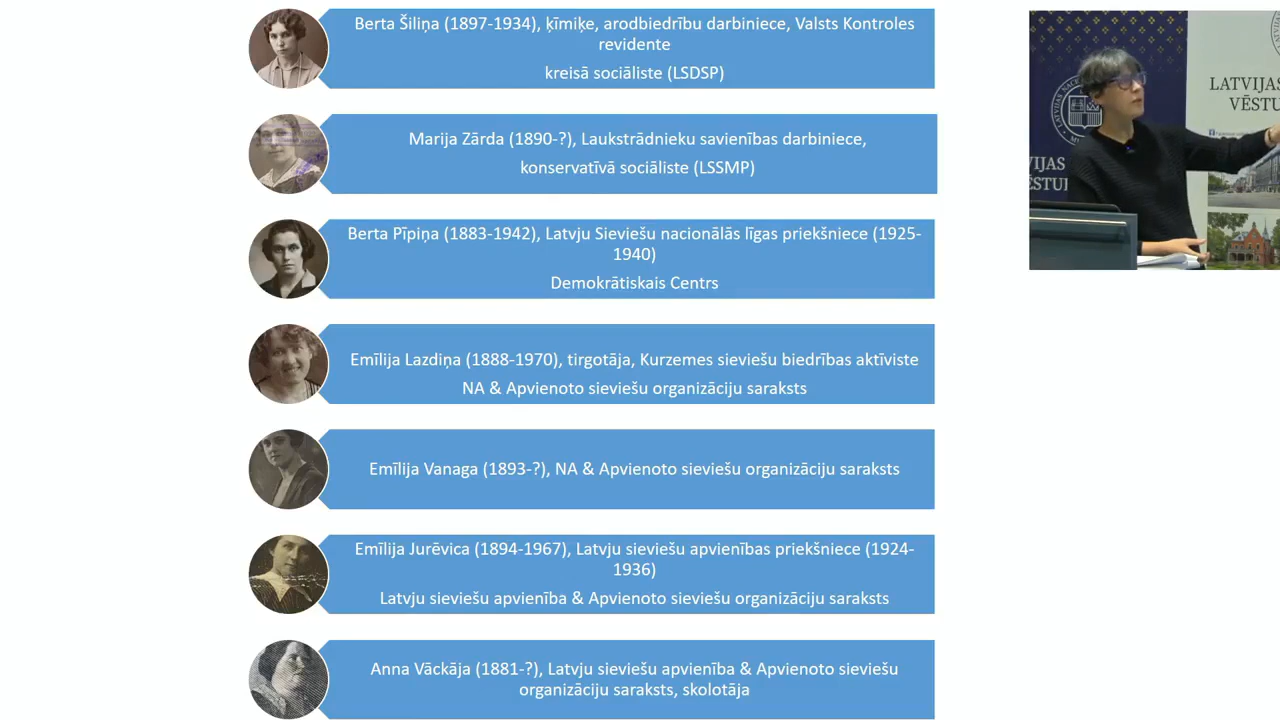 Berta Šiliņa (1897-1934), ķīmiķe, arodbiedrību darbiniece, Valsts Kontroles
revidente
kreisā sociāliste (LSDSP)
Marija Zārda (1890-?), Laukstrādnieku savienības darbiniece,
konservatīvā sociāliste (LSSMP)
Berta Pīpiņa (1883-1942), Latvju Sieviešu nacionālās līgas priekšniece (1925-
1940)
Demokrātiskais Centrs
Emīlija Lazdiņa (1888-1970), tirgotāja, Kurzemes sieviešu biedrības aktīviste
NA & Apvienoto sieviešu organizāciju saraksts
Emīlija Vanaga (1893-?), NA & Apvienoto sieviešu organizāciju saraksts
Emīlija Jurēvica (1894-1967), Latvju sieviešu apvienības priekšniece (1924-
1936)
Latvju sieviešu apvienība & Apvienoto sieviešu organizāciju saraksts
Anna Vāckāja (1881-?), Latvju sieviešu apvienība & Apvienoto sieviešu
organizāciju saraksts, skolotāja
LATVIJAS
VĒSTU